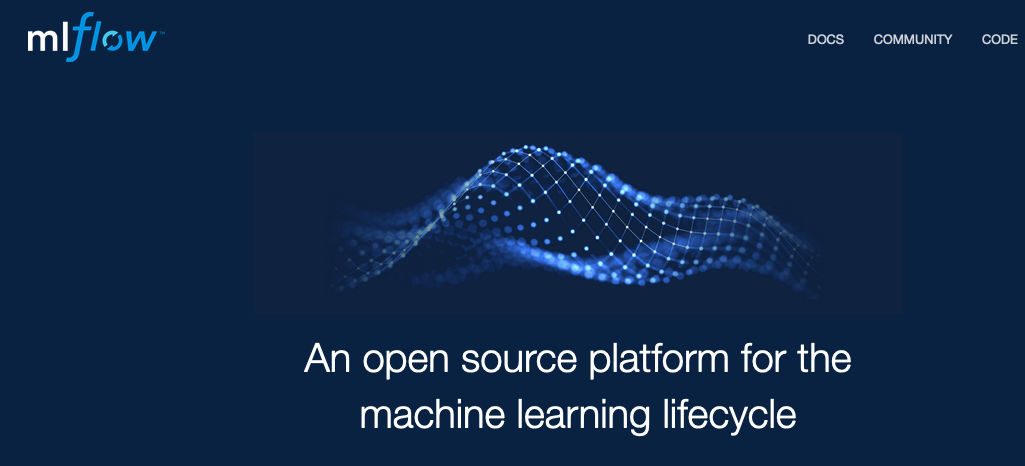 mlflow™
DOCS COMMUNITY CODE
An open source platform for the
machine learning lifecycle